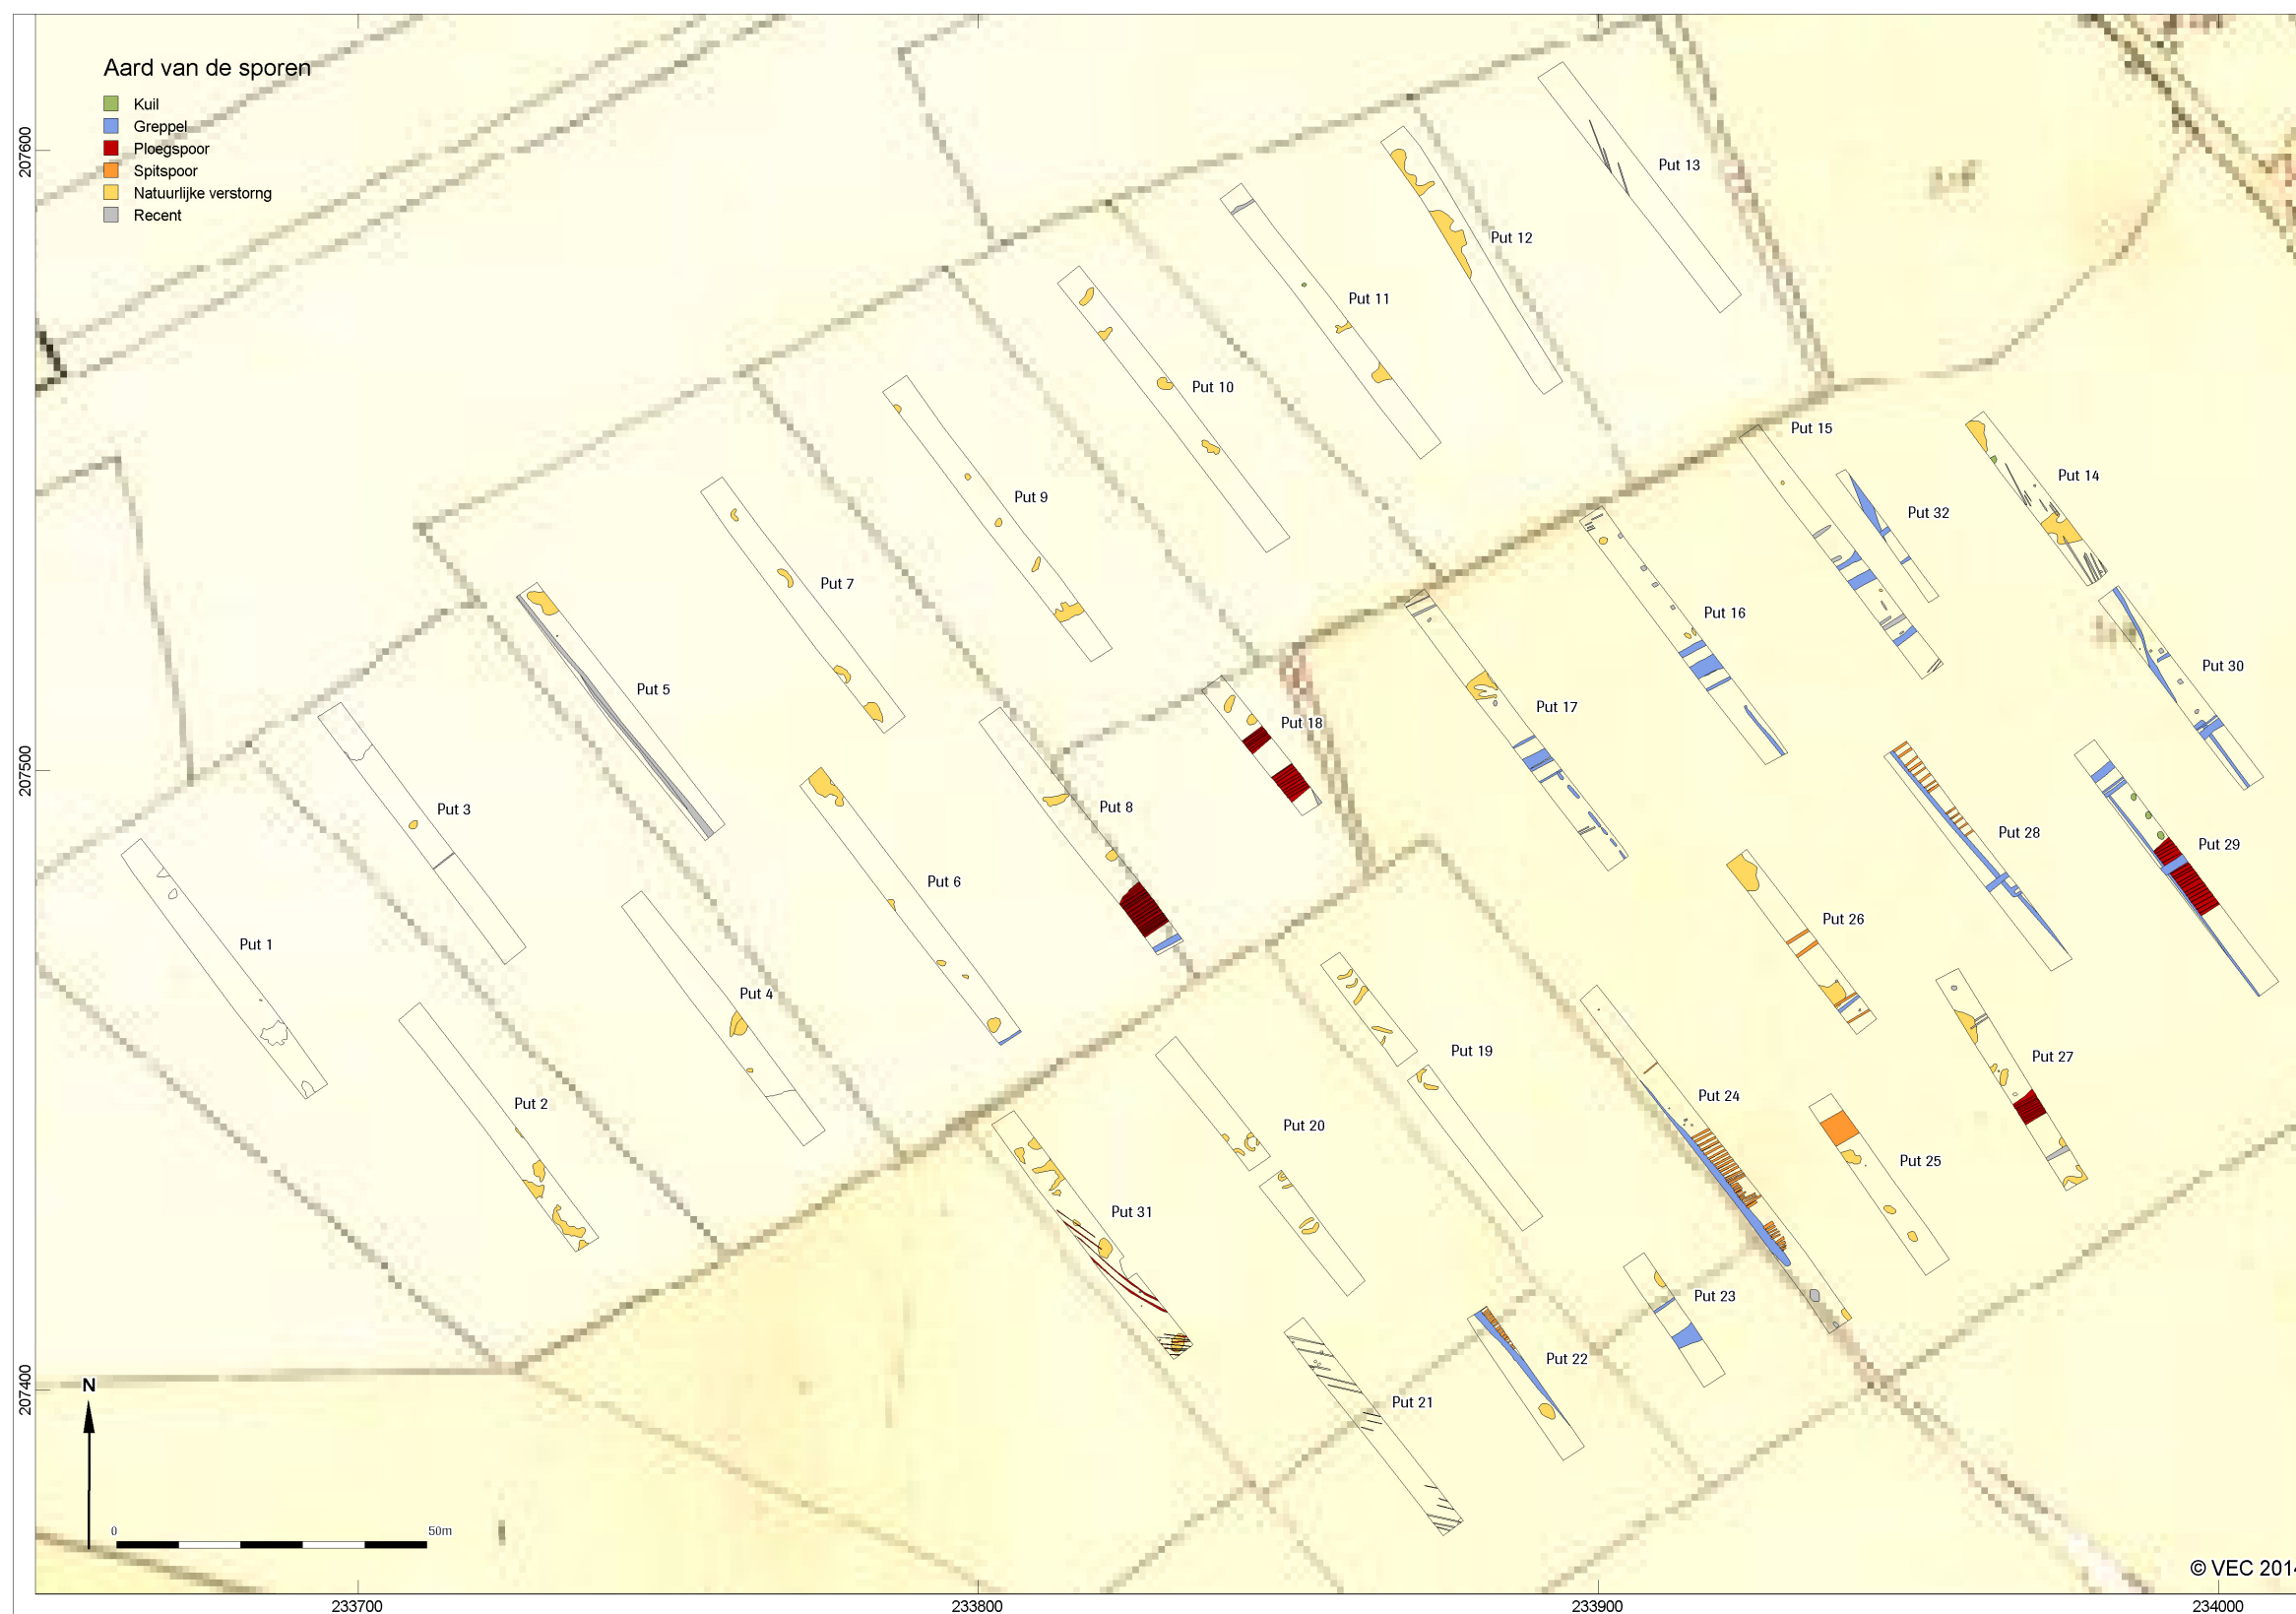 Aard van de sporen
Kuil
Greppel
Ploegspoor
Spitspoor
Natuurlijke verstorng
Recent
207600
207500
207400
Put 13
Put 12
Put 11
Put 10
Put 15
Put 14
Put 9
Put 32
Put 7
Put 16
Put 30
Put 5
Put 17
Put 18
Put 3
Put 8
Put 28
Put 29
Put 6
Put 26
Put 1
Put 4
Put 19
Put 27
Put 2
Put 24
Put 20
Put 25
Put 31
Put 23
Put 22
Put 21
N
0 50m
© VEC 2014
233700 233800 233900 234000